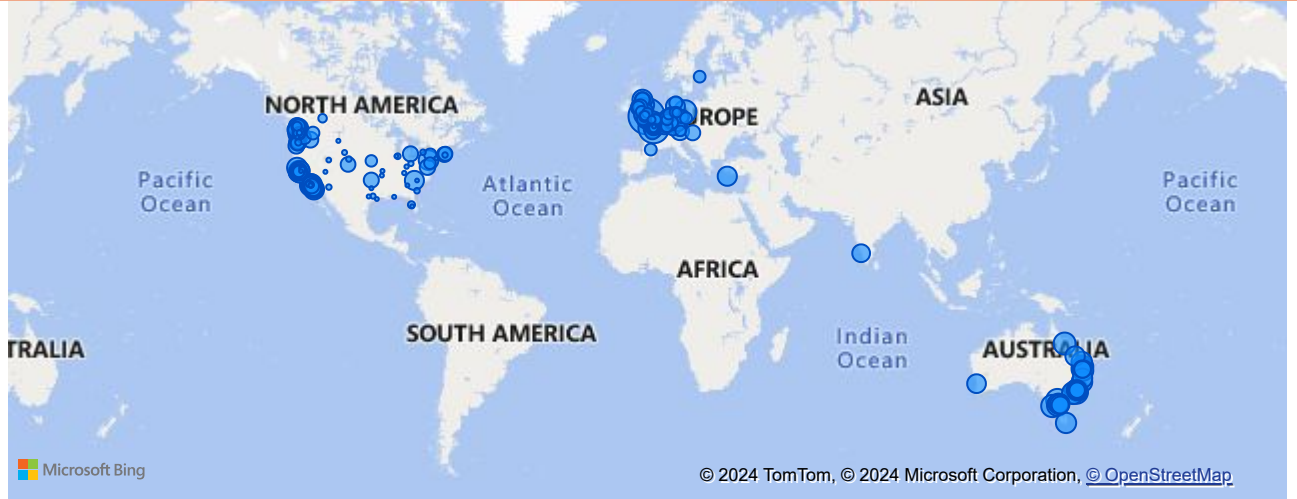 NORTH AMERICA
ASIA
ROPE
Pacific
Ocean
Atlantic
Ocean
Pacific
Ocean
AFRICA
SOUTH AMERICA
Indian
Ocean
TRALIA
AUSTRALIA
Microsoft Bing
© 2024 TomTom, © 2024 Microsoft Corporation, © OpenStreetMap